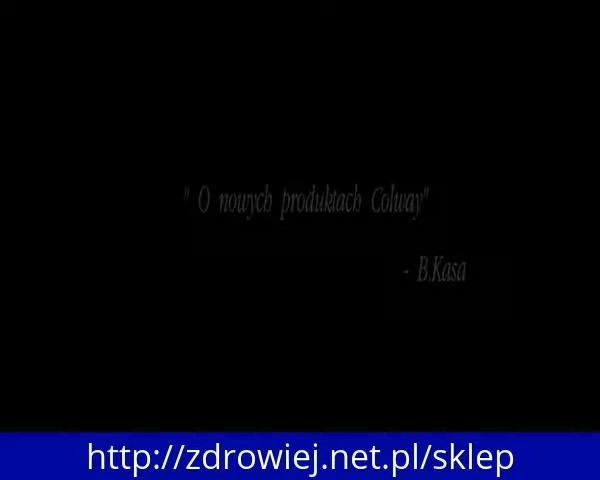 " O nowych produktach Colway"
- B.Kasa
http://zdrowiej.net.pl/sklep